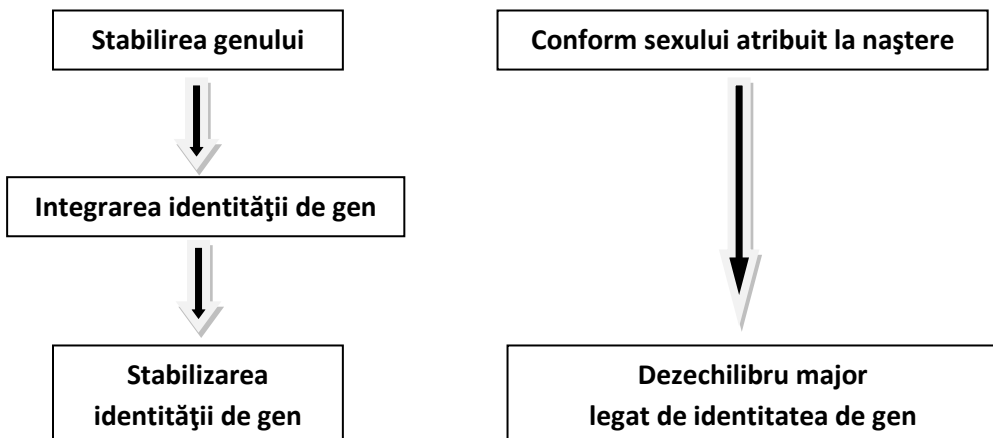 Stabilirea genului
Integrarea identităţii de gen
Stabilizarea
identităţii de gen
Conform sexului atribuit la naştere
Dezechilibru major
legat de identitatea de gen